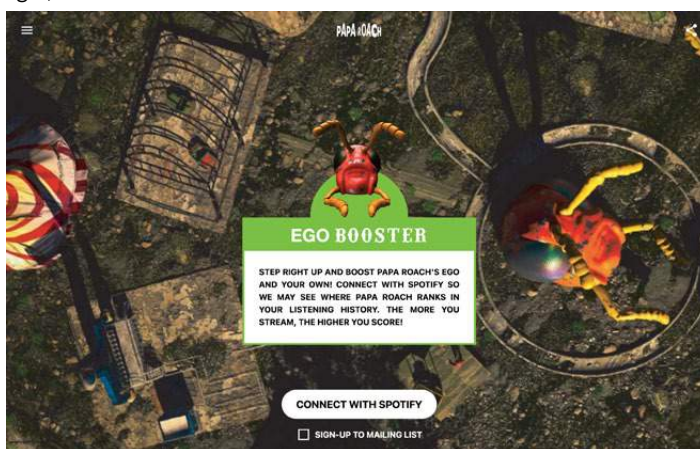 PAPA ROACH
EGO BOOSTER
STEP RIGHT UP AND BOOST PAPA ROACH'S EGO
AND YOUR OWN! CONNECT WITH SPOTIFY SO
WE MAY SEE WHERE PAPA ROACH RANKS IN
YOUR LISTENING HISTORY. THE MORE YOU
STREAM, THE HIGHER YOU SCORE!
CONNECT WITH SPOTIFY
SIGN-UP TO MAILING LIST